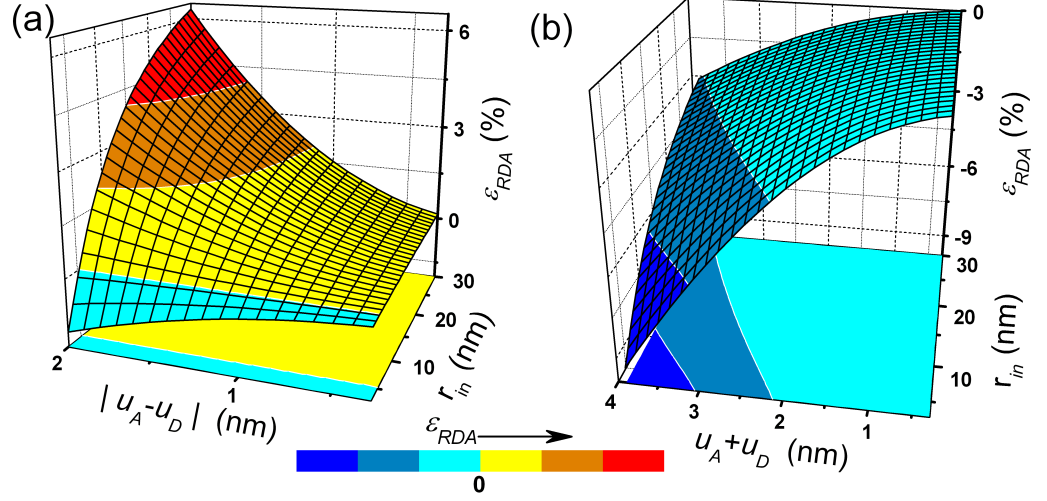 (a)
6
3
0
ε_RDA (%)
30
20
10
r_in (nm)
2
1
| u_A-u_D | (nm)
(b)
0
-3
-6
-9
ε_RDA (%)
30
20
10
r_in (nm)
4
3
2
1
u_A+u_D (nm)
ε_RDA
0